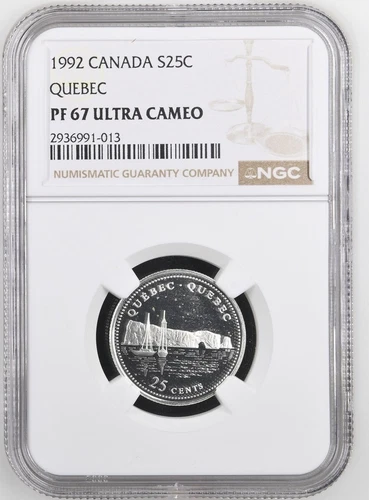 1992 CANADA S25C
QUEBEC
PF 67 ULTRA CAMEO
2936991-013
NUMISMATIC GUARANTY COMPANY NGC
QUÉBEC · QUEBEC
25 CENTS